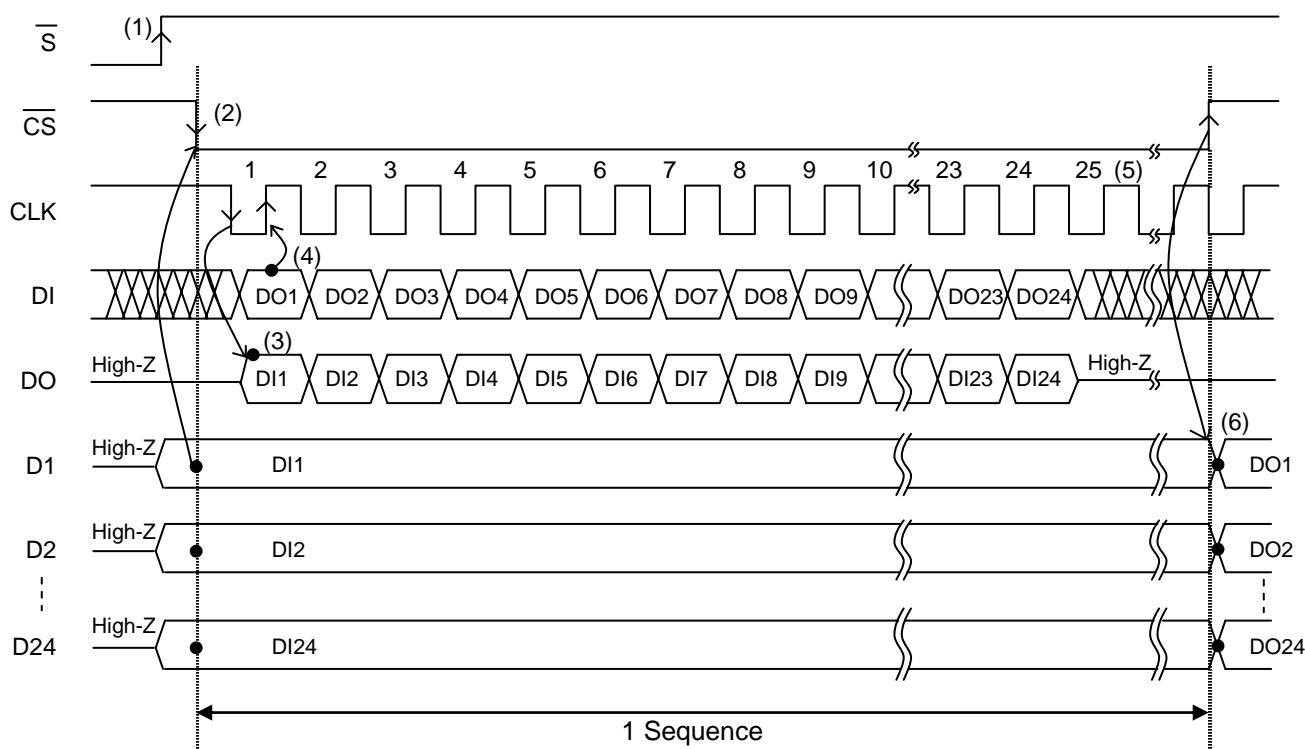 S (1)
CS (2)
1 2 3 4 5 6 7 8 9 10 23 24 25 (5)
CLK
(4)
DI DO1 DO2 DO3 DO4 DO5 DO6 DO7 DO8 DO9 DO23 DO24
(3)
DO High-Z DI1 DI2 DI3 DI4 DI5 DI6 DI7 DI8 DI9 DI23 DI24 High-Z
(6)
D1 High-Z DI1 DO1
D2 High-Z DI2 DO2
D24 High-Z DI24 DO24
1 Sequence